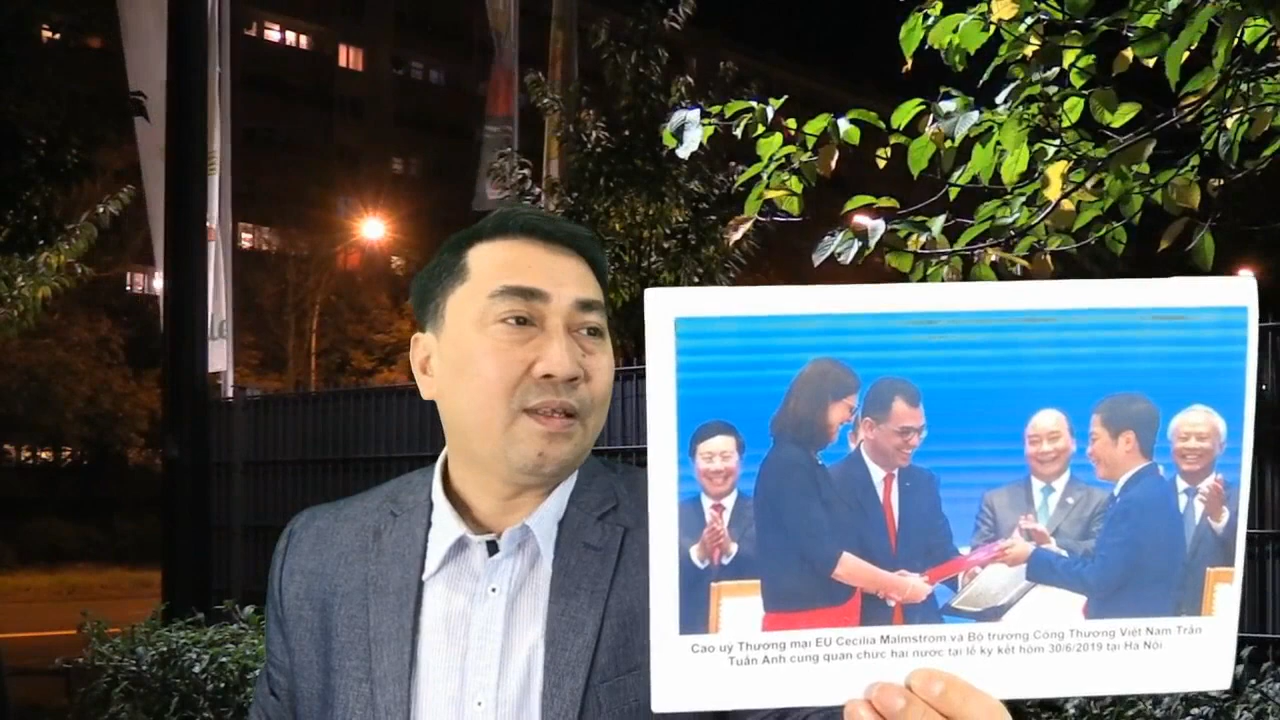 Cao uỷ Thương mại EU Cecilia Malmstrom và Bộ trưởng Công Thương Việt Nam Trần
Tuấn Anh cùng quan chức hai nước tại lễ ký kết hôm 30/6/2019 tại Hà Nội